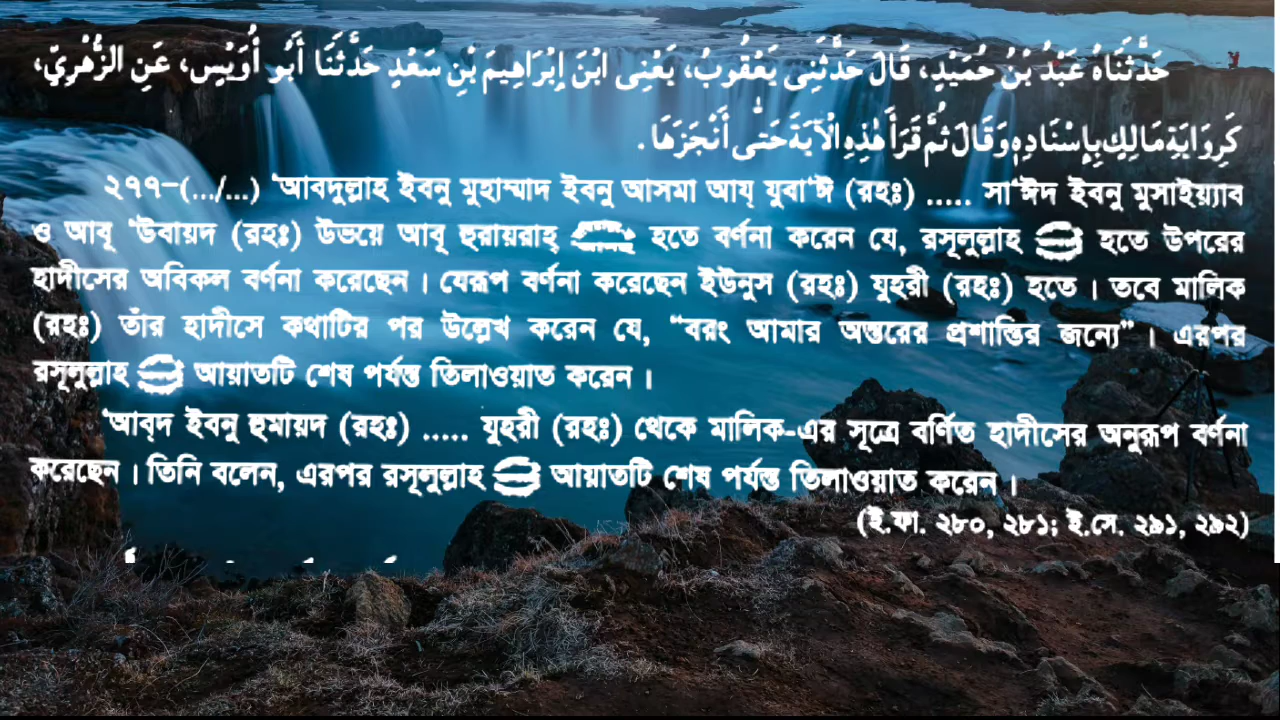 حَدَّثَنَاهُ عَبْدُ بْنُ حُمَيْدٍ، قَالَ حَدَّثَنِي يَعْقُوبُ، يَعْنِى ابْنَ إِبْرَاهِيمَ بْنِ سَعْدٍ حَدَّثَنَا أَبُو أُوَيْسٍ، عَنِ الزُّهْرِيِّ،
كَرِوَايَةِ مَالِكٍ بِإِسْنَادِهِ وَقَالَ ثُمَّ قَرَأَ هٰذِهِ الْآيَةَ حَتّٰى أَنْجَزَهَا .
২৭৭-(.../...) 'আবদুল্লাহ ইবনু মুহাম্মাদ ইবনু আসমা আয্ যুবা'ঈ (রহঃ) ..... সা'ঈদ ইবনু মুসাইয়্যাব
ও আবূ 'উবায়দ (রহঃ) উভয়ে আবূ হুরায়রাহ্ হতে বর্ণনা করেন যে, রসূলুল্লাহ হতে উপরের
হাদীসের অবিকল বর্ণনা করেছেন। যেরূপ বর্ণনা করেছেন ইউনুস (রহঃ) যুহরী (রহঃ) হতে। তবে মালিক
(রহঃ) তাঁর হাদীসে কথাটির পর উল্লেখ করেন যে, "বরং আমার অন্তরের প্রশান্তির জন্যে"। এরপর
রসূলুল্লাহ আয়াতটি শেষ পর্যন্ত তিলাওয়াত করেন।
'আব্দ ইবনু হুমায়দ (রহঃ) ..... যুহরী (রহঃ) থেকে মালিক-এর সূত্রে বর্ণিত হাদীসের অনুরূপ বর্ণনা
করেছেন। তিনি বলেন, এরপর রসূলুল্লাহ আয়াতটি শেষ পর্যন্ত তিলাওয়াত করেন।
(ই.ফা. ২৮০, ২৮১; ই.সে. ২৯১, ২৯২)